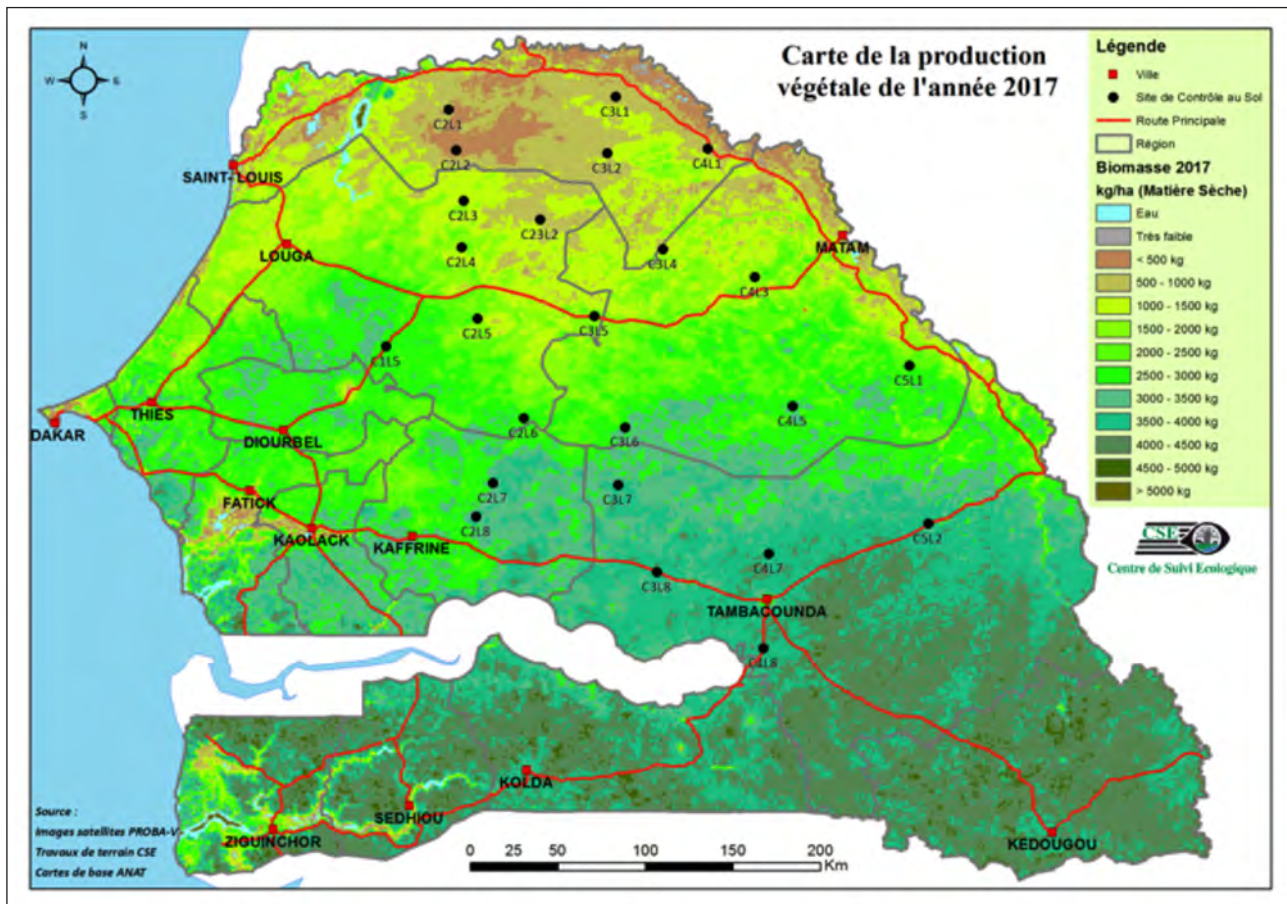 Carte de la production
végétale de l'année 2017
N
W
E
S
Légende
Ville
Site de Contrôle au Sol
Route Principale
Région
Biomasse 2017
kg/ha (Matière Sèche)
Eau
Très faible
< 500 kg
500 - 1000 kg
1000 - 1500 kg
1500 - 2000 kg
2000 - 2500 kg
2500 - 3000 kg
3000 - 3500 kg
3500 - 4000 kg
4000 - 4500 kg
4500 - 5000 kg
> 5000 kg
CSE
Centre de Suivi Ecologique
C2L1
C3L1
C2L2
C3L2
C4L1
SAINT-LOUIS
C2L3
C23L2
MATAM
LOUGA
C2L4
C3L4
C4L3
C2L5
C3L5
C1L5
C5L1
THIES
DAKAR
C4L5
DIOURBEL
C2L6
C3L6
FATICK
C2L7
C3L7
KAOLACK
KAFFRINE
C2L8
C5L2
C4L7
C3L8
TAMBACOUNDA
C4L8
KOLDA
SEDHIOU
ZIGUINCHOR
KEDOUGOU
Source :
Images satellites PROBA-V
Travaux de terrain CSE
Cartes de base ANAT
0 25 50 100 150 200
Km